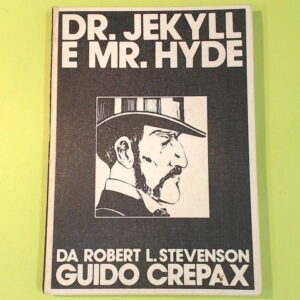 DR. JEKYLL
E MR. HYDE
DA ROBERT L. STEVENSON
GUIDO CREPAX